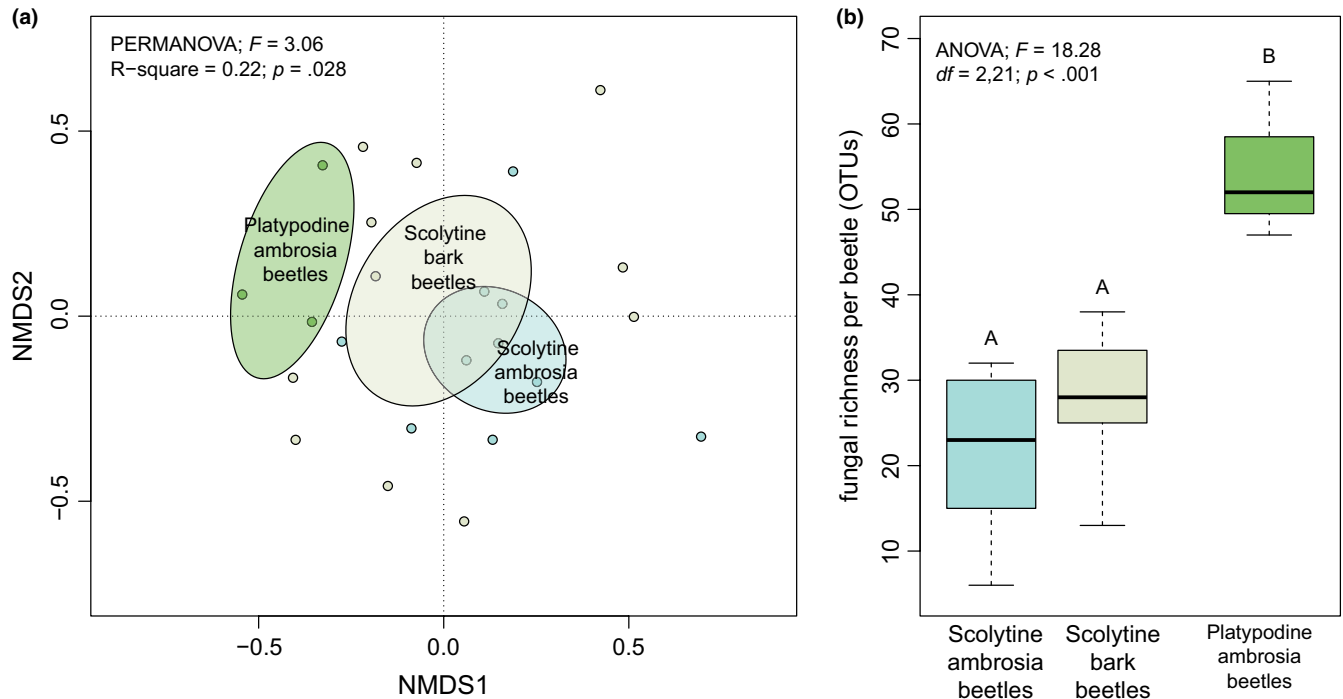 (a)
PERMANOVA; F = 3.06
R−square = 0.22; p = .028
NMDS2
0.5
0.0
−0.5
Platypodine
ambrosia
beetles
Scolytine
bark
beetles
Scolytine
ambrosia
beetles
−0.5
0.0
0.5
NMDS1
(b)
ANOVA; F = 18.28
df = 2,21; p < .001
fungal richness per beetle (OTUs)
70
60
50
40
30
20
10
A
A
B
Scolytine
ambrosia
beetles
Scolytine
bark
beetles
Platypodine
ambrosia
beetles